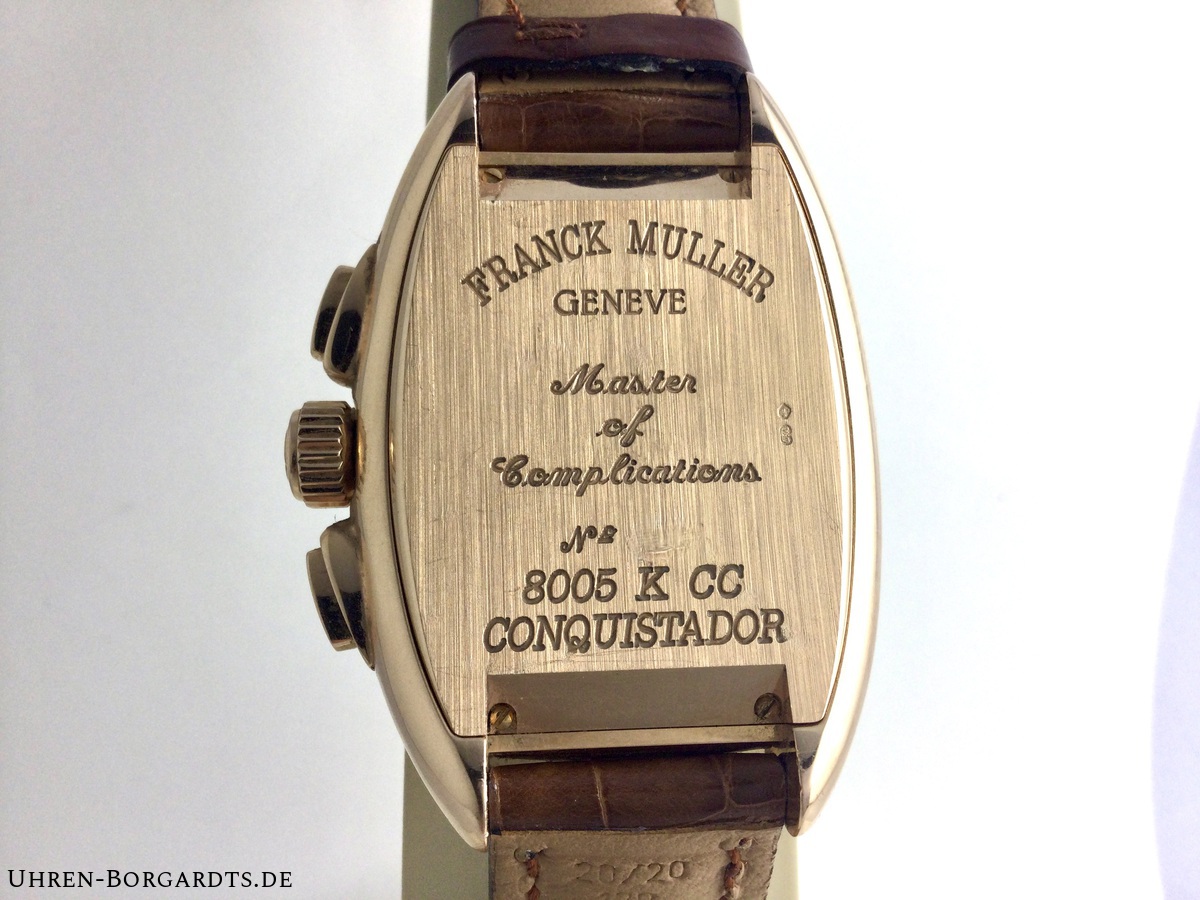 FRANCK MULLER
GENEVE
Master
of
Complications
Nº
8005 K CC
CONQUISTADOR
20/20
UHREN-BORGARDTS.DE